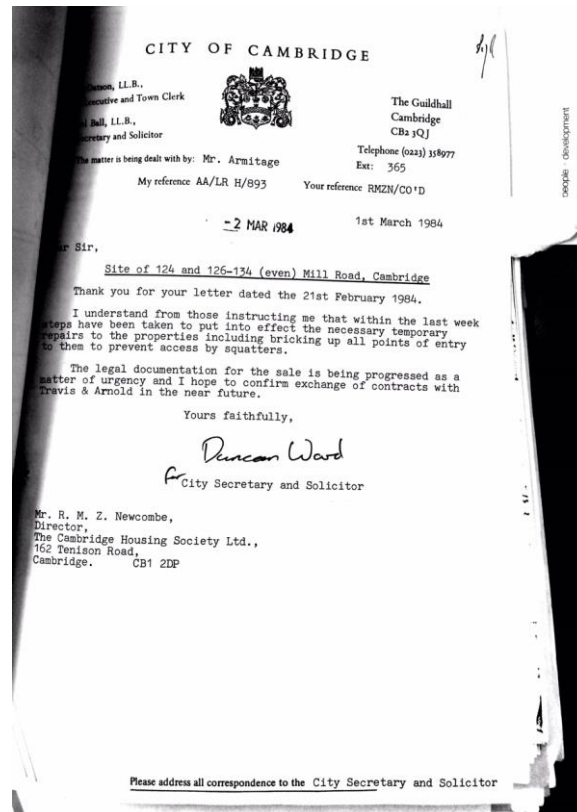 CITY OF CAMBRIDGE
LL.B.,
Executive and Town Clerk
Ball, LL.B.,
Secretary and Solicitor
The Guildhall
Cambridge
CB2 3QJ
Telephone (0223) 358977
Ext: 365
The matter is being dealt with by: Mr. Armitage
My reference AA/LR H/893
Your reference RMZN/CO'D
-2 MAR 1984
1st March 1984
Sir,
Site of 124 and 126-134 (even) Mill Road, Cambridge
Thank you for your letter dated the 21st February 1984.
I understand from those instructing me that within the last week
steps have been taken to put into effect the necessary temporary
repairs to the properties including bricking up all points of entry
to them to prevent access by squatters.
The legal documentation for the sale is being progressed as a
matter of urgency and I hope to confirm exchange of contracts with
Travis & Arnold in the near future.
Yours faithfully,
Duncan Ward
for City Secretary and Solicitor
Mr. R. M. Z. Newcombe,
Director,
The Cambridge Housing Society Ltd.,
162 Tenison Road,
Cambridge. CB1 2DP
Please address all correspondence to the City Secretary and Solicitor
people - development